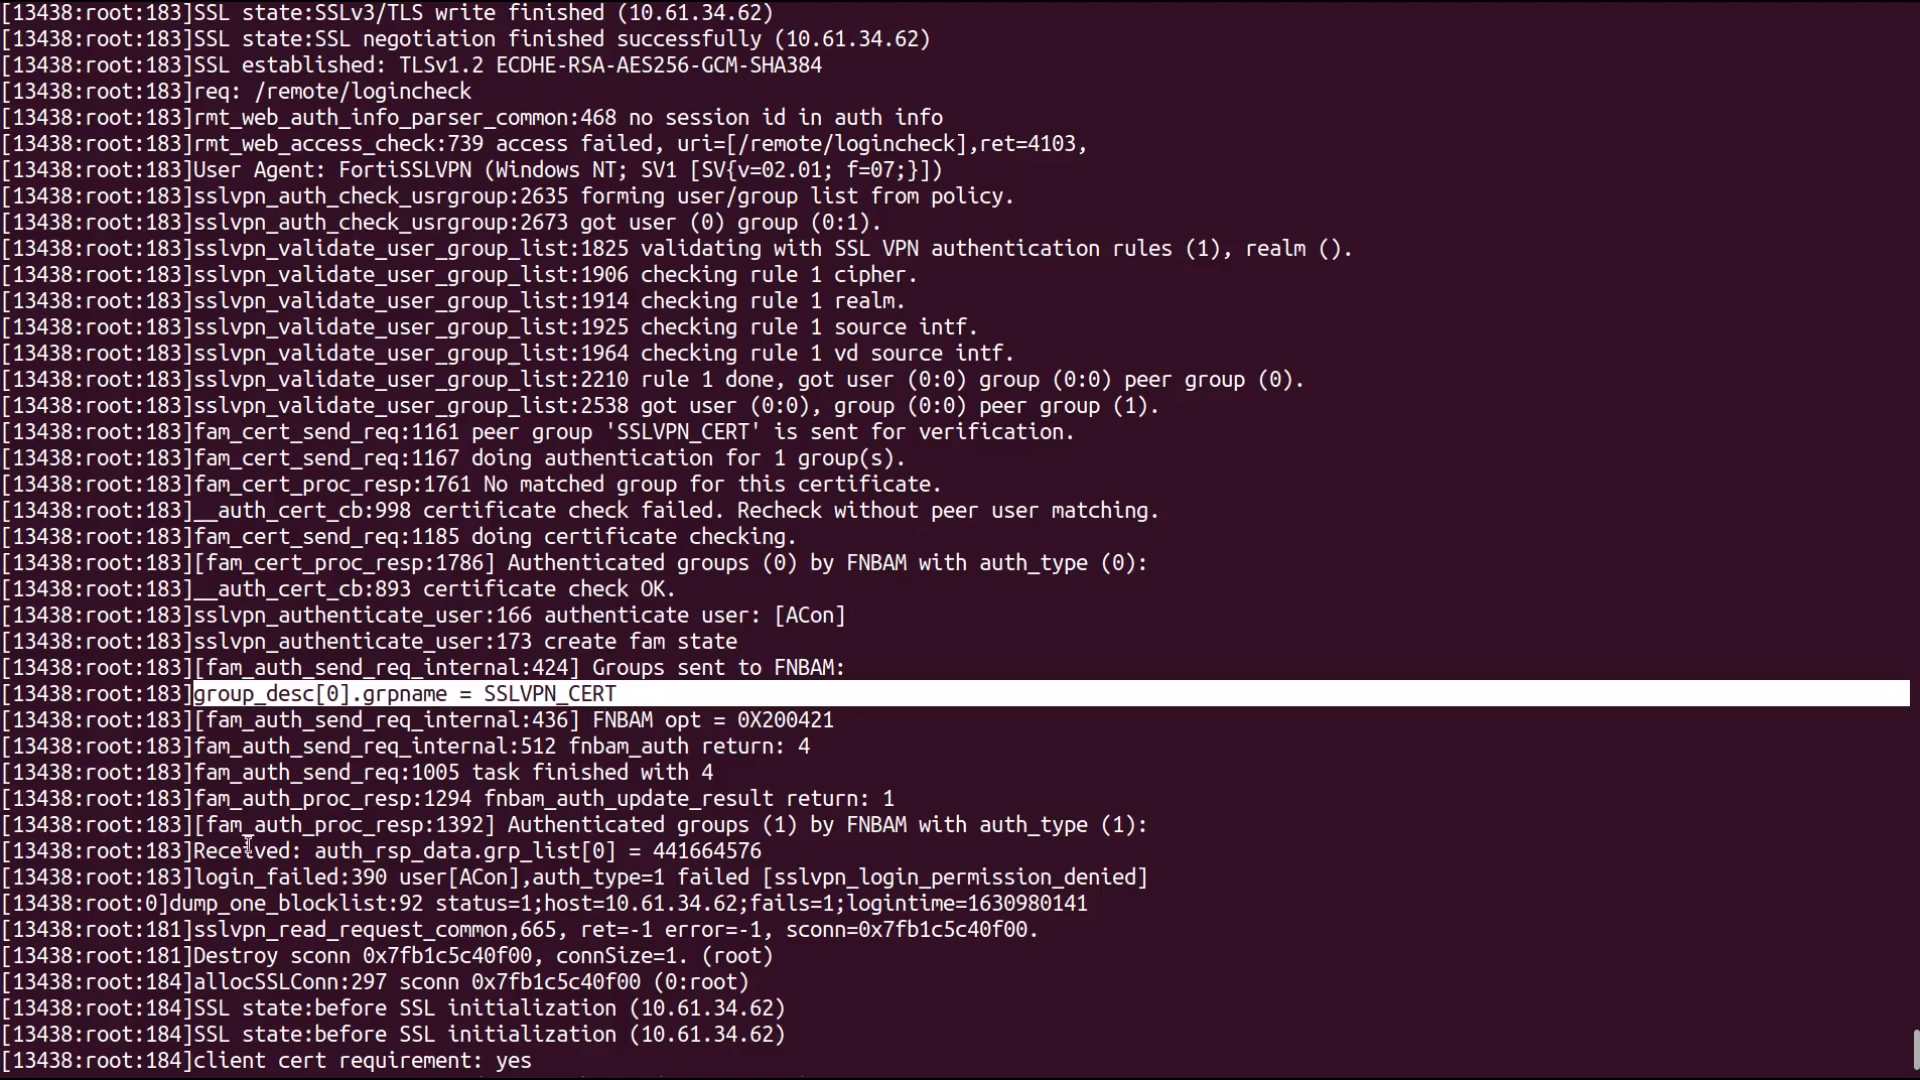 [13438:root:183]SSL state:SSLv3/TLS write finished (10.61.34.62)
[13438:root:183]SSL state:SSL negotiation finished successfully (10.61.34.62)
[13438:root:183]SSL established: TLSv1.2 ECDHE-RSA-AES256-GCM-SHA384
[13438:root:183]req: /remote/logincheck
[13438:root:183]rmt_web_auth_info_parser_common:468 no session id in auth info
[13438:root:183]rmt_web_access_check:739 access failed, uri=[/remote/logincheck],ret=4103,
[13438:root:183]User Agent: FortiSSLVPN (Windows NT; SV1 [SV{v=02.01; f=07;}])
[13438:root:183]sslvpn_auth_check_usrgroup:2635 forming user/group list from policy.
[13438:root:183]sslvpn_auth_check_usrgroup:2673 got user (0) group (0:1).
[13438:root:183]sslvpn_validate_user_group_list:1825 validating with SSL VPN authentication rules (1), realm ().
[13438:root:183]sslvpn_validate_user_group_list:1906 checking rule 1 cipher.
[13438:root:183]sslvpn_validate_user_group_list:1914 checking rule 1 realm.
[13438:root:183]sslvpn_validate_user_group_list:1925 checking rule 1 source intf.
[13438:root:183]sslvpn_validate_user_group_list:1964 checking rule 1 vd source intf.
[13438:root:183]sslvpn_validate_user_group_list:2210 rule 1 done, got user (0:0) group (0:0) peer group (0).
[13438:root:183]sslvpn_validate_user_group_list:2538 got user (0:0), group (0:0) peer group (1).
[13438:root:183]fam_cert_send_req:1161 peer group 'SSLVPN_CERT' is sent for verification.
[13438:root:183]fam_cert_send_req:1167 doing authentication for 1 group(s).
[13438:root:183]fam_cert_proc_resp:1761 No matched group for this certificate.
[13438:root:183]__auth_cert_cb:998 certificate check failed. Recheck without peer user matching.
[13438:root:183]fam_cert_send_req:1185 doing certificate checking.
[13438:root:183][fam_cert_proc_resp:1786] Authenticated groups (0) by FNBAM with auth_type (0):
[13438:root:183]__auth_cert_cb:893 certificate check OK.
[13438:root:183]sslvpn_authenticate_user:166 authenticate user: [ACon]
[13438:root:183]sslvpn_authenticate_user:173 create fam state
[13438:root:183][fam_auth_send_req_internal:424] Groups sent to FNBAM:
[13438:root:183]group_desc[0].grpname = SSLVPN_CERT
[13438:root:183][fam_auth_send_req_internal:436] FNBAM opt = 0X200421
[13438:root:183]fam_auth_send_req_internal:512 fnbam_auth return: 4
[13438:root:183]fam_auth_send_req:1005 task finished with 4
[13438:root:183]fam_auth_proc_resp:1294 fnbam_auth_update_result return: 1
[13438:root:183][fam_auth_proc_resp:1392] Authenticated groups (1) by FNBAM with auth_type (1):
[13438:root:183]Received: auth_rsp_data.grp_list[0] = 441664576
[13438:root:183]login_failed:390 user[ACon],auth_type=1 failed [sslvpn_login_permission_denied]
[13438:root:0]dump_one_blocklist:92 status=1;host=10.61.34.62;fails=1;logintime=1630980141
[13438:root:181]sslvpn_read_request_common,665, ret=-1 error=-1, sconn=0x7fb1c5c40f00.
[13438:root:181]Destroy sconn 0x7fb1c5c40f00, connSize=1. (root)
[13438:root:184]allocSSLConn:297 sconn 0x7fb1c5c40f00 (0:root)
[13438:root:184]SSL state:before SSL initialization (10.61.34.62)
[13438:root:184]SSL state:before SSL initialization (10.61.34.62)
[13438:root:184]client cert requirement: yes